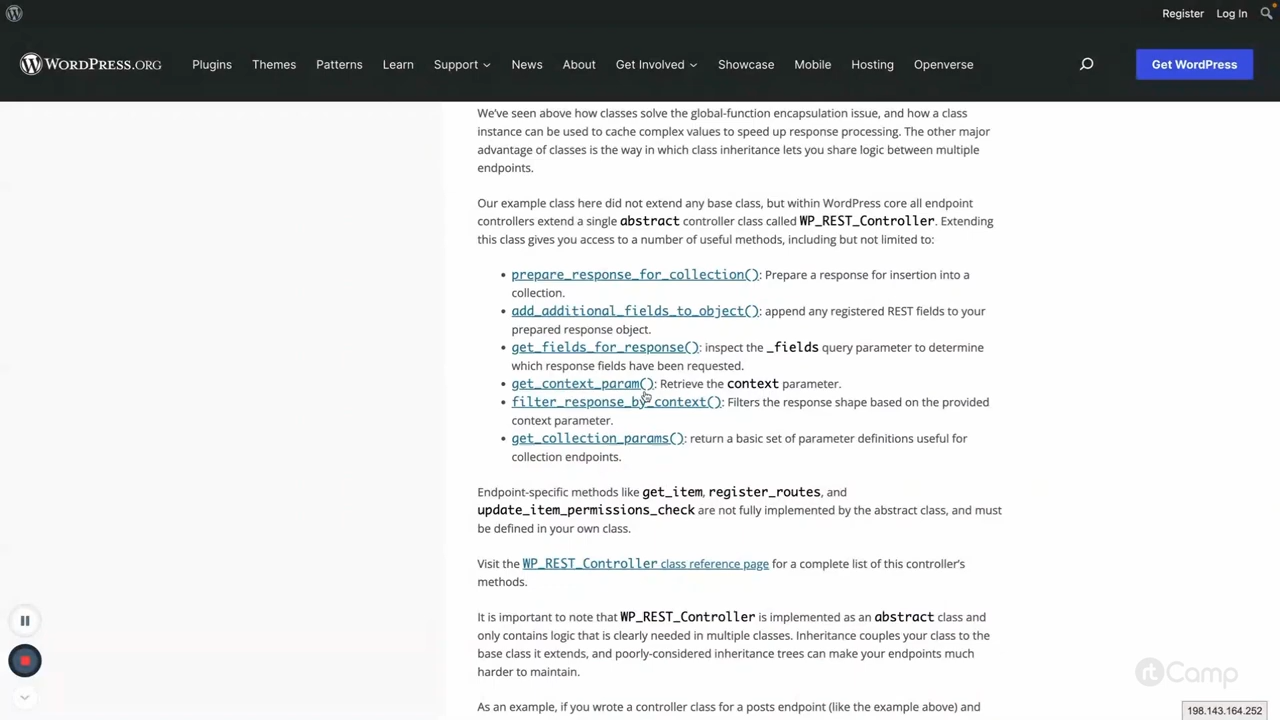 Register Log In
WORDPRESS.ORG Plugins Themes Patterns Learn Support News About Get Involved Showcase Mobile Hosting Openverse Get WordPress
We've seen above how classes solve the global-function encapsulation issue, and how a class
instance can be used to cache complex values to speed up response processing. The other major
advantage of classes is the way in which class inheritance lets you share logic between multiple
endpoints.
Our example class here did not extend any base class, but within WordPress core all endpoint
controllers extend a single abstract controller class called WP_REST_Controller. Extending
this class gives you access to a number of useful methods, including but not limited to:
• prepare_response_for_collection(): Prepare a response for insertion into a
collection.
• add_additional_fields_to_object(): append any registered REST fields to your
prepared response object.
• get_fields_for_response(): inspect the _fields query parameter to determine
which response fields have been requested.
• get_context_param(): Retrieve the context parameter.
• filter_response_by_context(): Filters the response shape based on the provided
context parameter.
• get_collection_params(): return a basic set of parameter definitions useful for
collection endpoints.
Endpoint-specific methods like get_item, register_routes, and
update_item_permissions_check are not fully implemented by the abstract class, and must
be defined in your own class.
Visit the WP_REST_Controller class reference page for a complete list of this controller's
methods.
It is important to note that WP_REST_Controller is implemented as an abstract class and
only contains logic that is clearly needed in multiple classes. Inheritance couples your class to the
base class it extends, and poorly-considered inheritance trees can make your endpoints much
harder to maintain.
As an example, if you wrote a controller class for a posts endpoint (like the example above) and
rtCamp
198.143.164.252